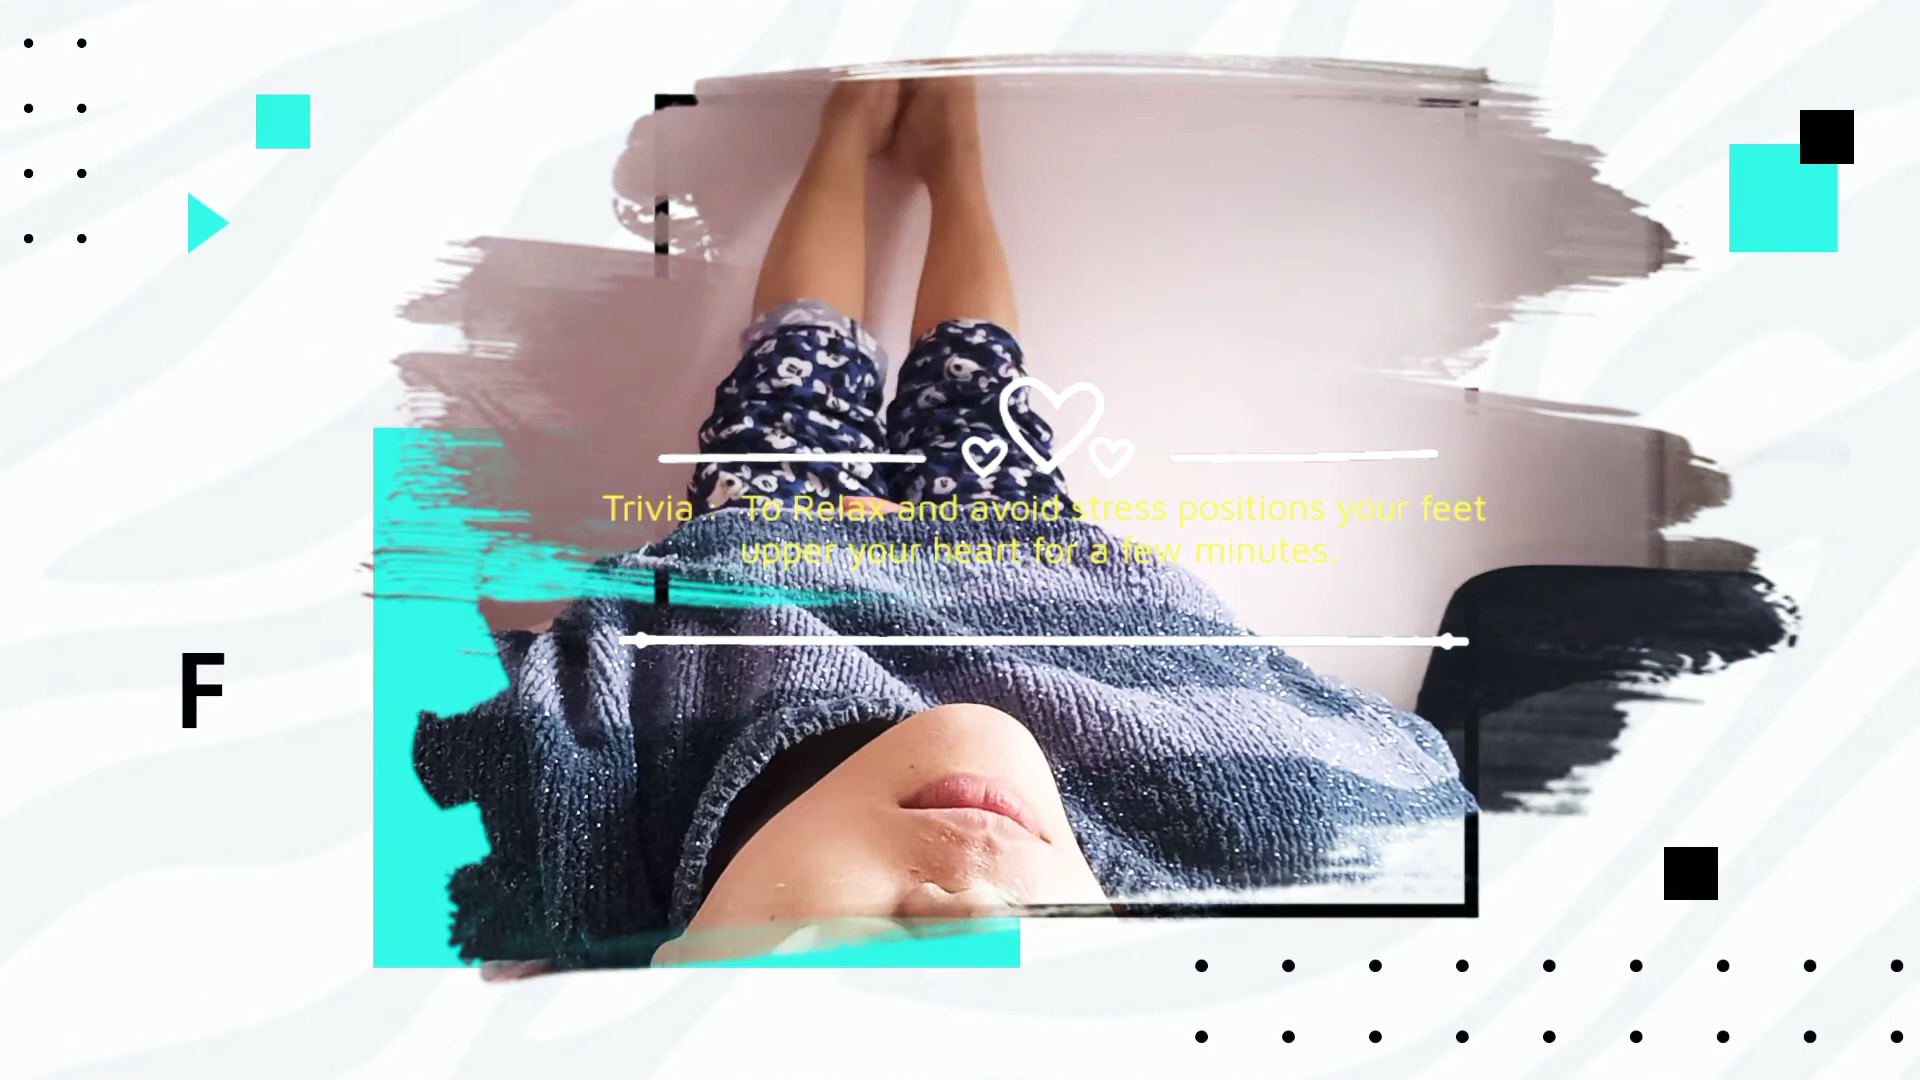 Trivia : To Relax and avoid stress positions your feet
upper your heart for a few minutes.
F